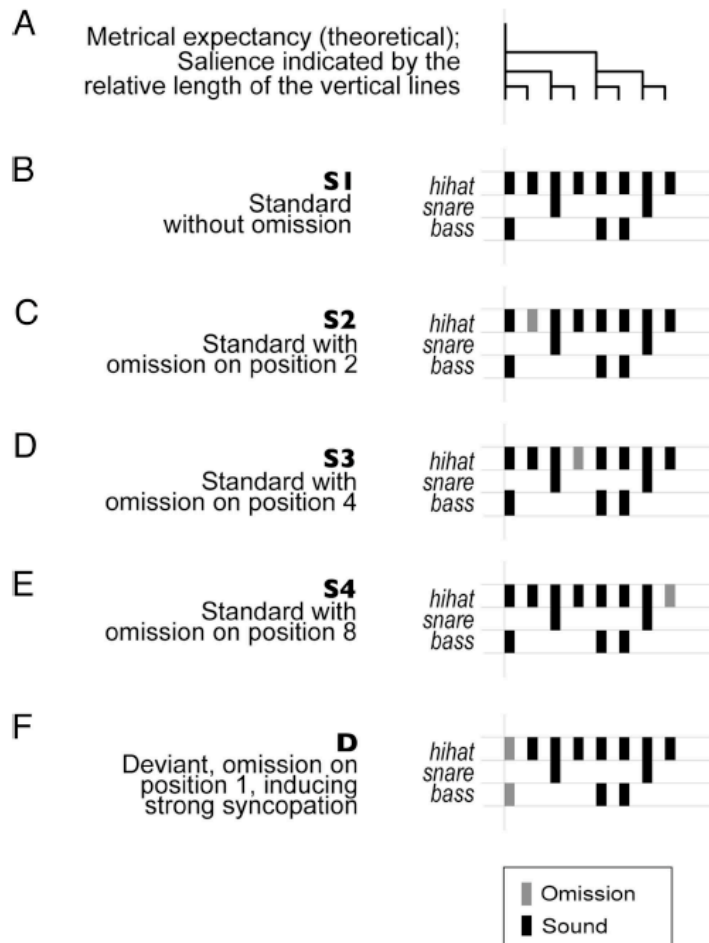 A
Metrical expectancy (theoretical);
Salience indicated by the
relative length of the vertical lines
B
S1
Standard
without omission
hihat
snare
bass
C
S2
Standard with
omission on position 2
hihat
snare
bass
D
S3
Standard with
omission on position 4
hihat
snare
bass
E
S4
Standard with
omission on position 8
hihat
snare
bass
F
D
Deviant, omission on
position 1, inducing
strong syncopation
hihat
snare
bass
Omission
Sound